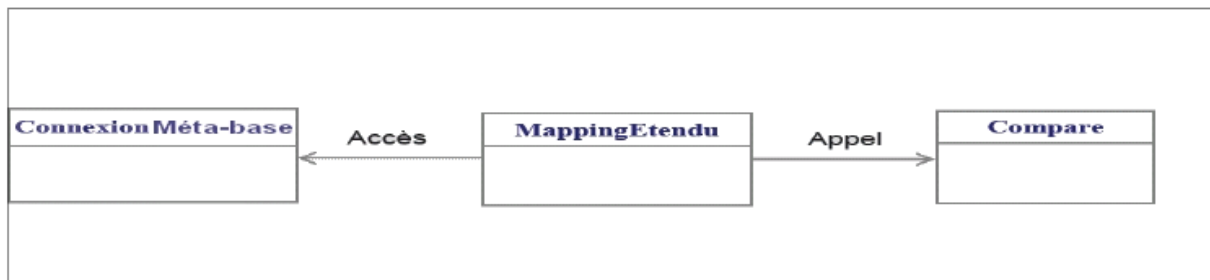 ConnexionMéta-base
Accès
MappingEtendu
Appel
Compare